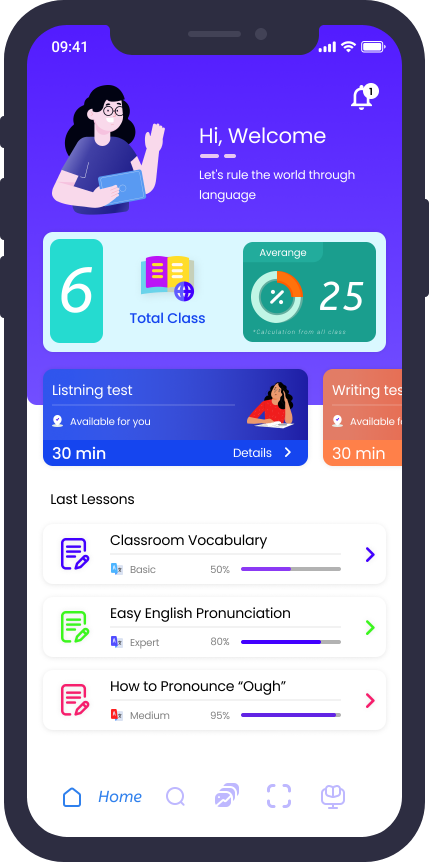 09:41
1
Hi, Welcome
Let's rule the world through
language
6
Total Class
Averange
%
25
*Calculation from all class
Listning test
Available for you
30 min
Details
Writing tes
Available f
30 min
Last Lessons
Classroom Vocabulary
Basic
50%
Easy English Pronunciation
Expert
80%
How to Pronounce “Ough”
Medium
95%
Home